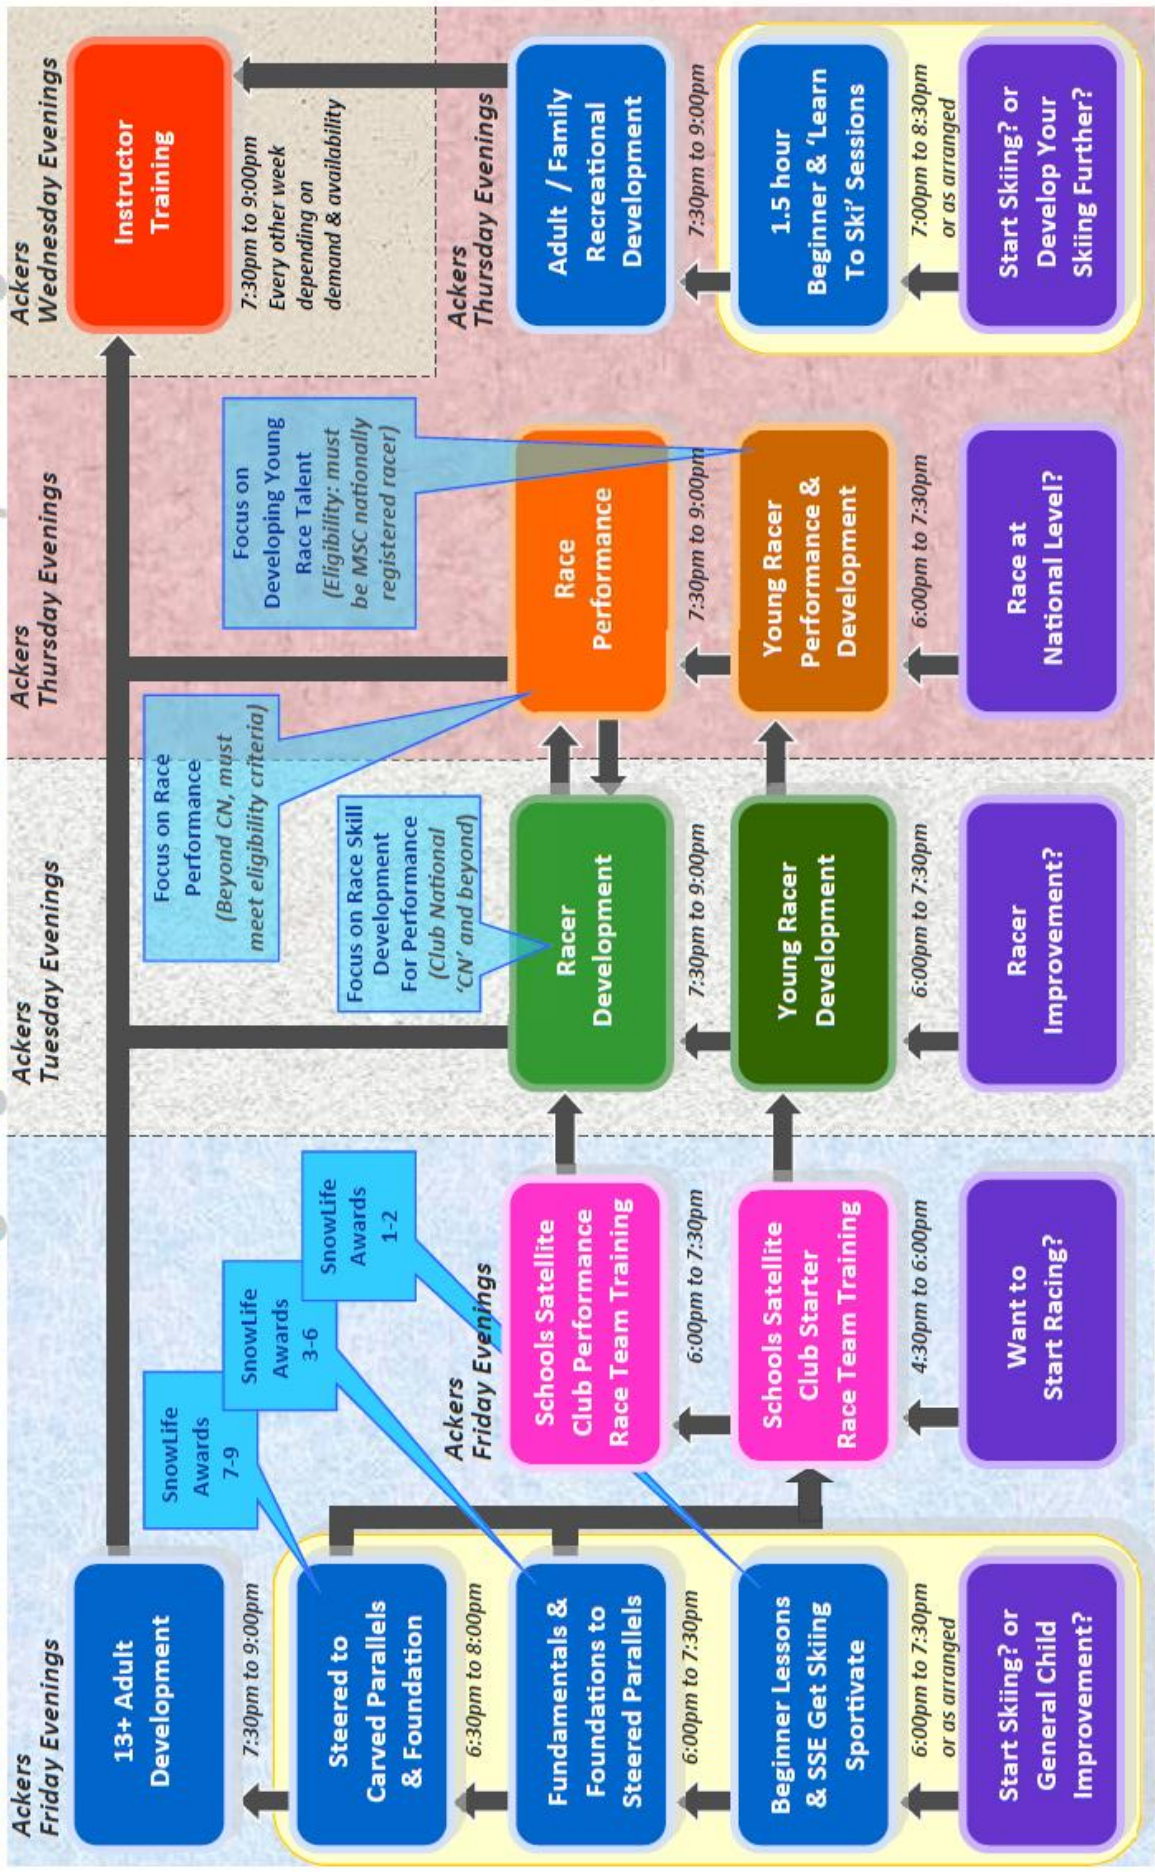 Ackers
Friday Evenings
13+ Adult
Development
7:30pm to 9:00pm
Steered to
Carved Parallels
& Foundation
6:30pm to 8:00pm
Fundamentals &
Foundations to
Steered Parallels
6:00pm to 7:30pm
Beginner Lessons
& SSE Get Skiing
Sportivate
6:00pm to 7:30pm
or as arranged
Start Skiing? or
General Child
Improvement?
SnowLife
Awards
7-9
SnowLife
Awards
3-6
SnowLife
Awards
1-2
Ackers
Friday Evenings
Schools Satellite
Club Performance
Race Team Training
6:00pm to 7:30pm
Schools Satellite
Club Starter
Race Team Training
4:30pm to 6:00pm
Want to
Start Racing?
Ackers
Tuesday Evenings
Focus on Race
Performance
(Beyond CN, must
meet eligibility criteria)
Focus on Race Skill
Development
For Performance
(Club National
‘CN’ and beyond)
Racer
Development
7:30pm to 9:00pm
Young Racer
Development
6:00pm to 7:30pm
Racer
Improvement?
Ackers
Thursday Evenings
Focus on
Developing Young
Race Talent
(Eligibility: must
be MSC nationally
registered racer)
Race
Performance
7:30pm to 9:00pm
Young Racer
Performance &
Development
6:00pm to 7:30pm
Race at
National Level?
Ackers
Wednesday Evenings
Instructor
Training
7:30pm to 9:00pm
Every other week
depending on
demand & availability
Ackers
Thursday Evenings
Adult / Family
Recreational
Development
7:30pm to 9:00pm
1.5 hour
Beginner & ‘Learn
To Ski’ Sessions
7:00pm to 8:30pm
or as arranged
Start Skiing? or
Develop Your
Skiing Further?